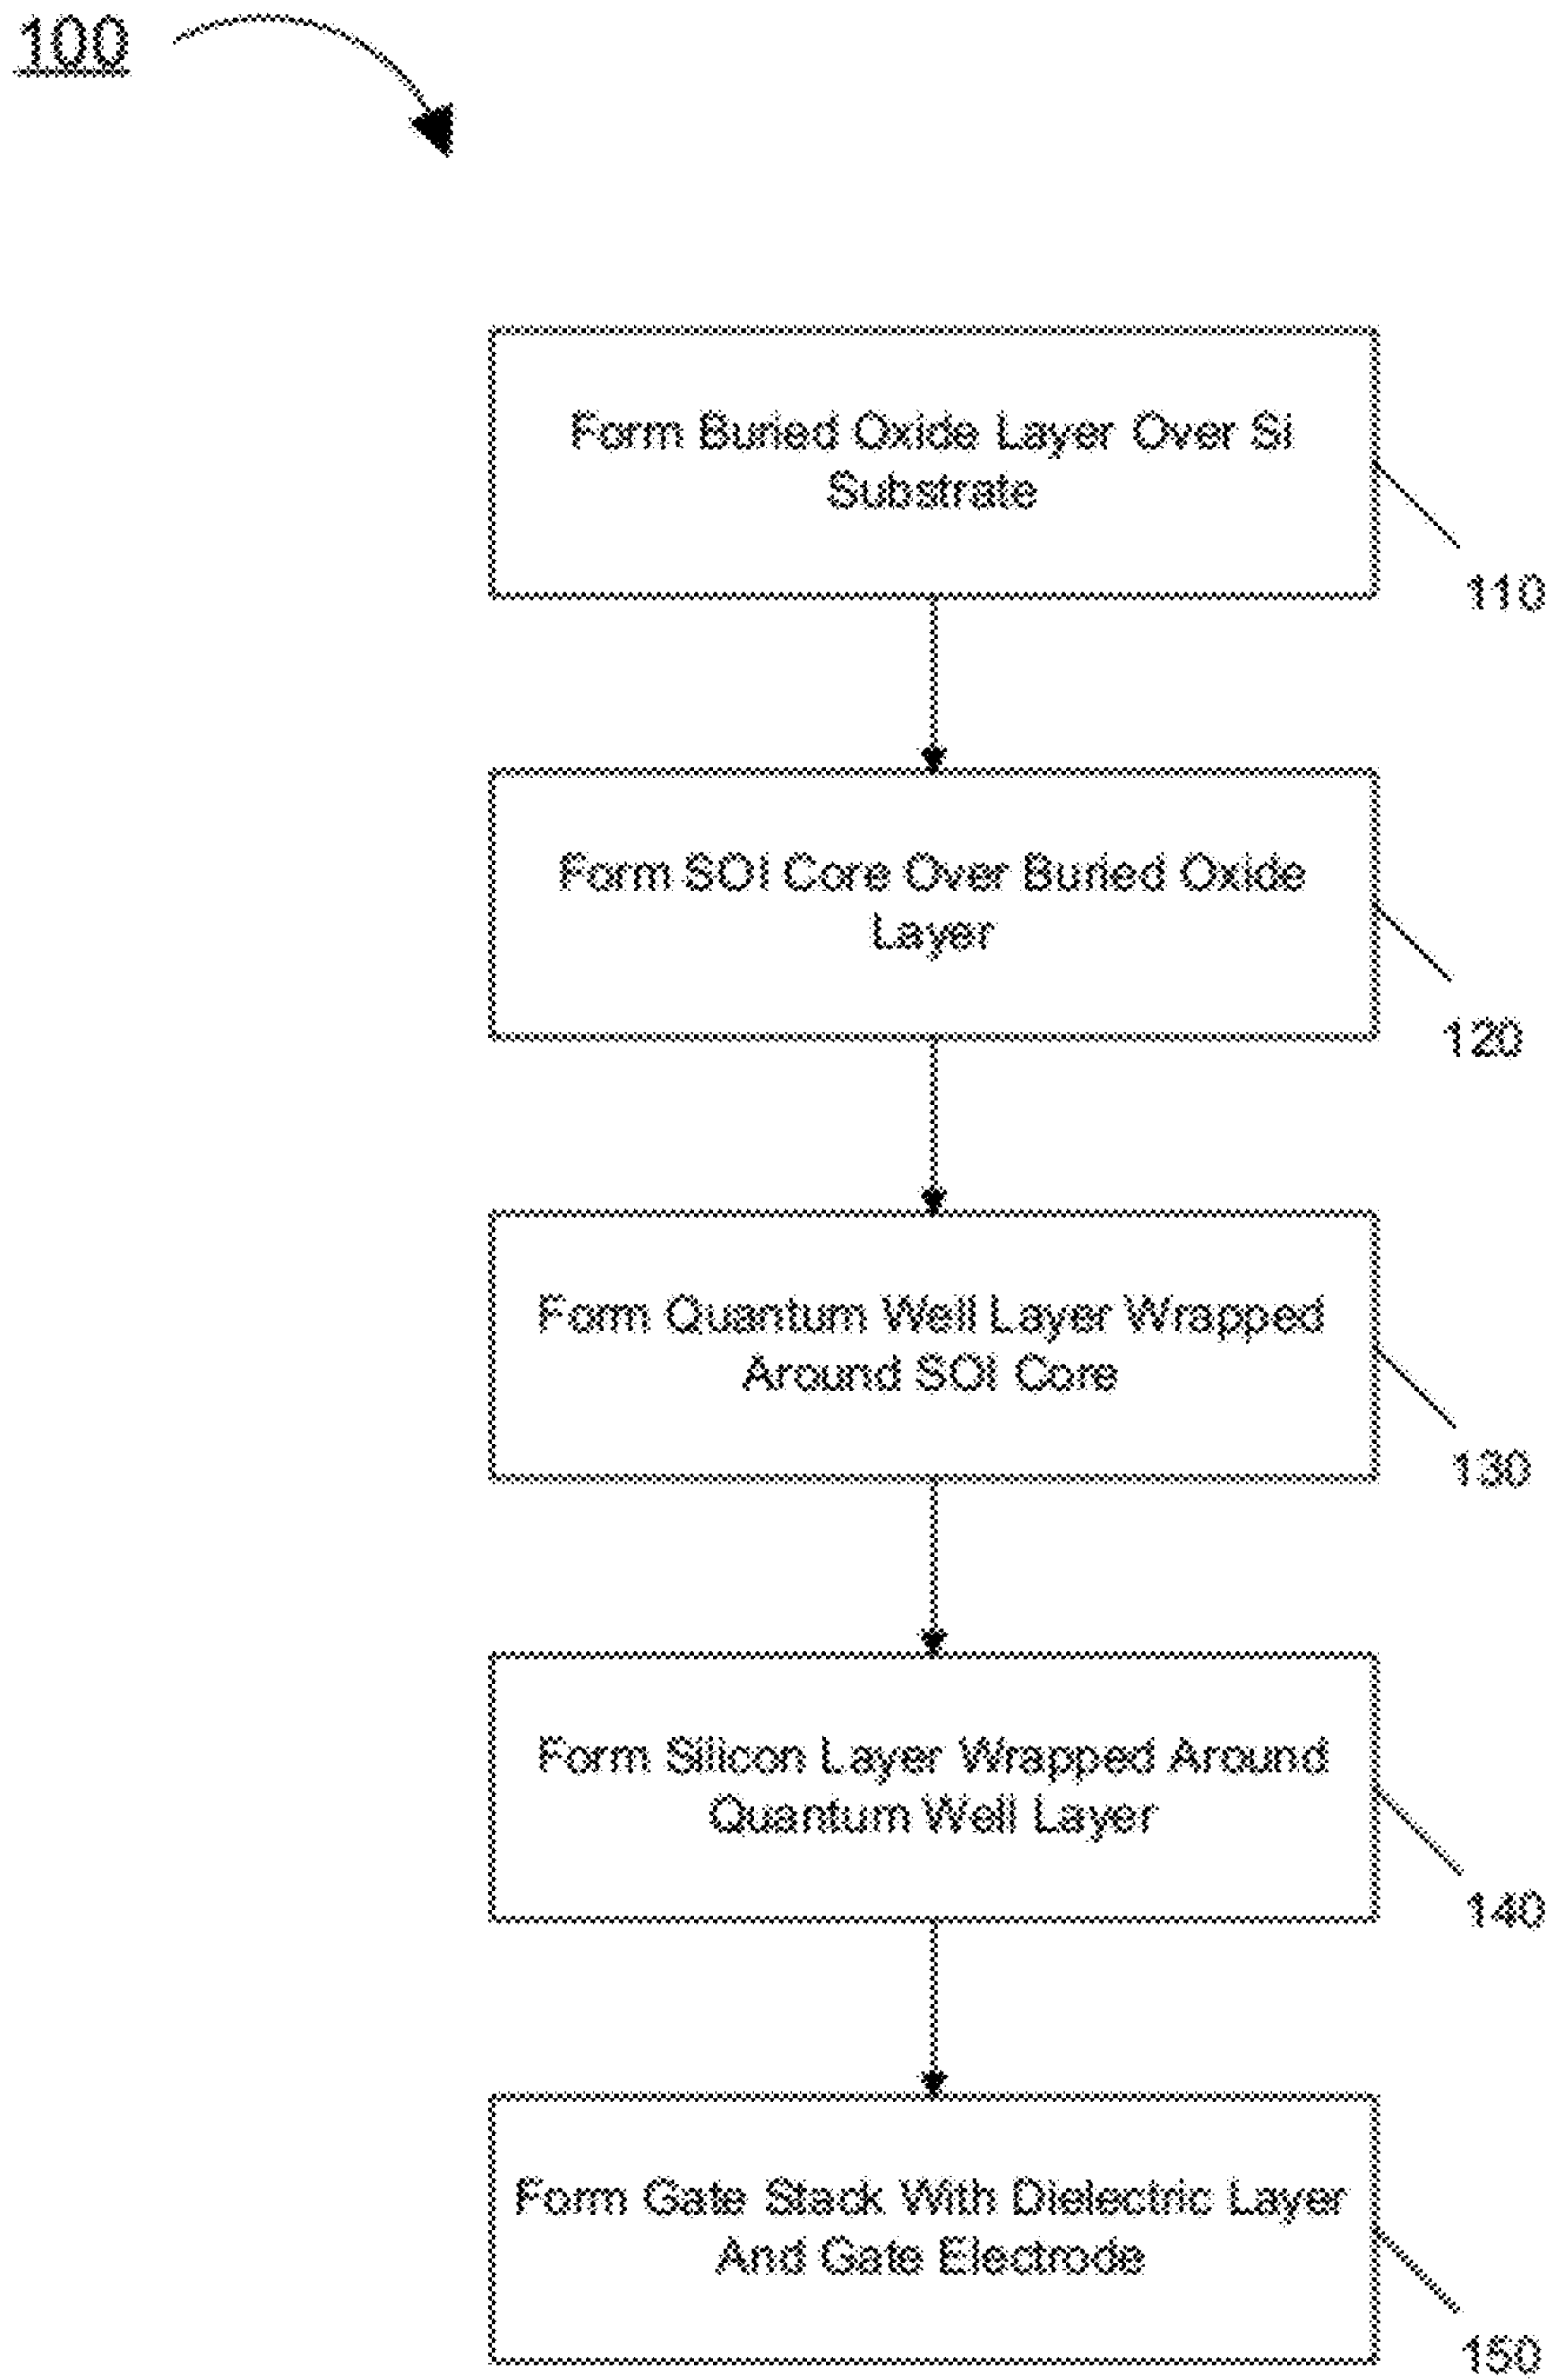 100
Form Buried Oxide Layer Over Si
Substrate
110
Form SOI Core Over Buried Oxide
Layer
120
Form Quantum Well Layer Wrapped
Around SOI Core
130
Form Silicon Layer Wrapped Around
Quantum Well Layer
140
Form Gate Stack With Dielectric Layer
And Gate Electrode
150